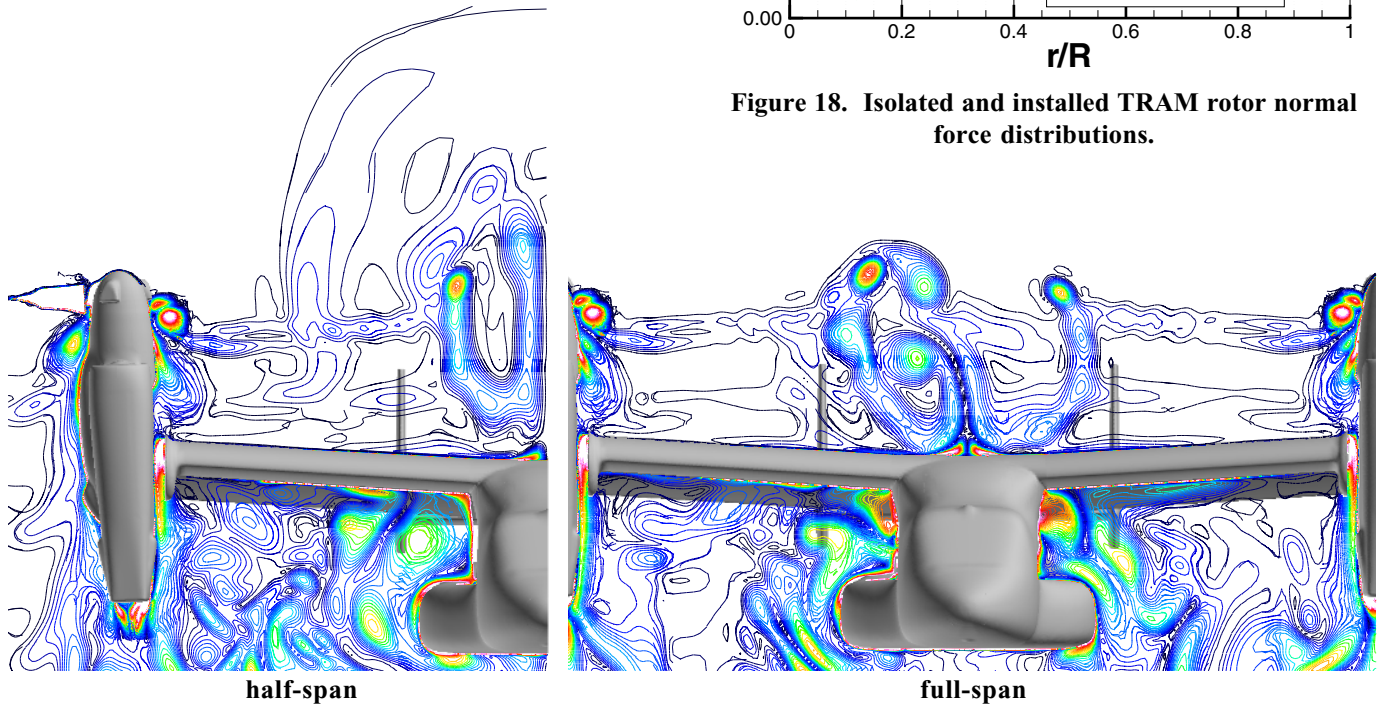 0.00
0 0.2 0.4 0.6 0.8 1
r/R
Figure 18. Isolated and installed TRAM rotor normal
force distributions.
half-span full-span